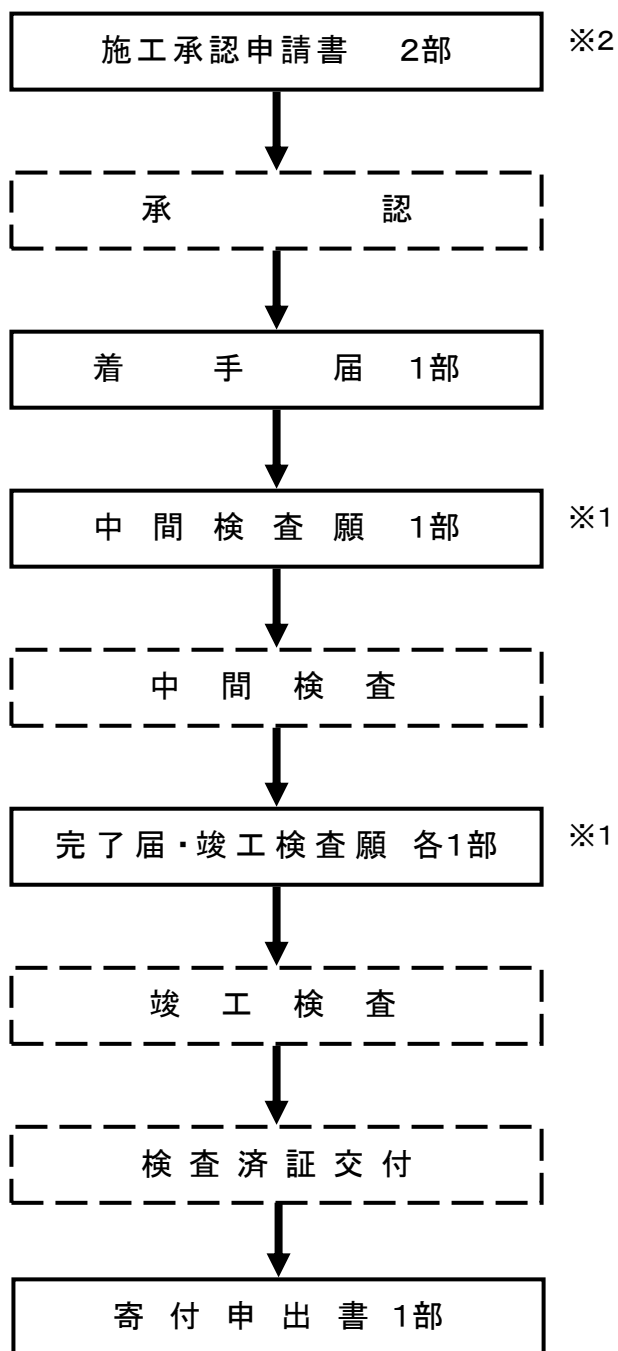 施工承認申請書 2部 ※2
承認
着手届 1部
中間検査願 1部 ※1
中間検査
完了届・竣工検査願 各1部 ※1
竣工検査
検査済証交付
寄付申出書 1部